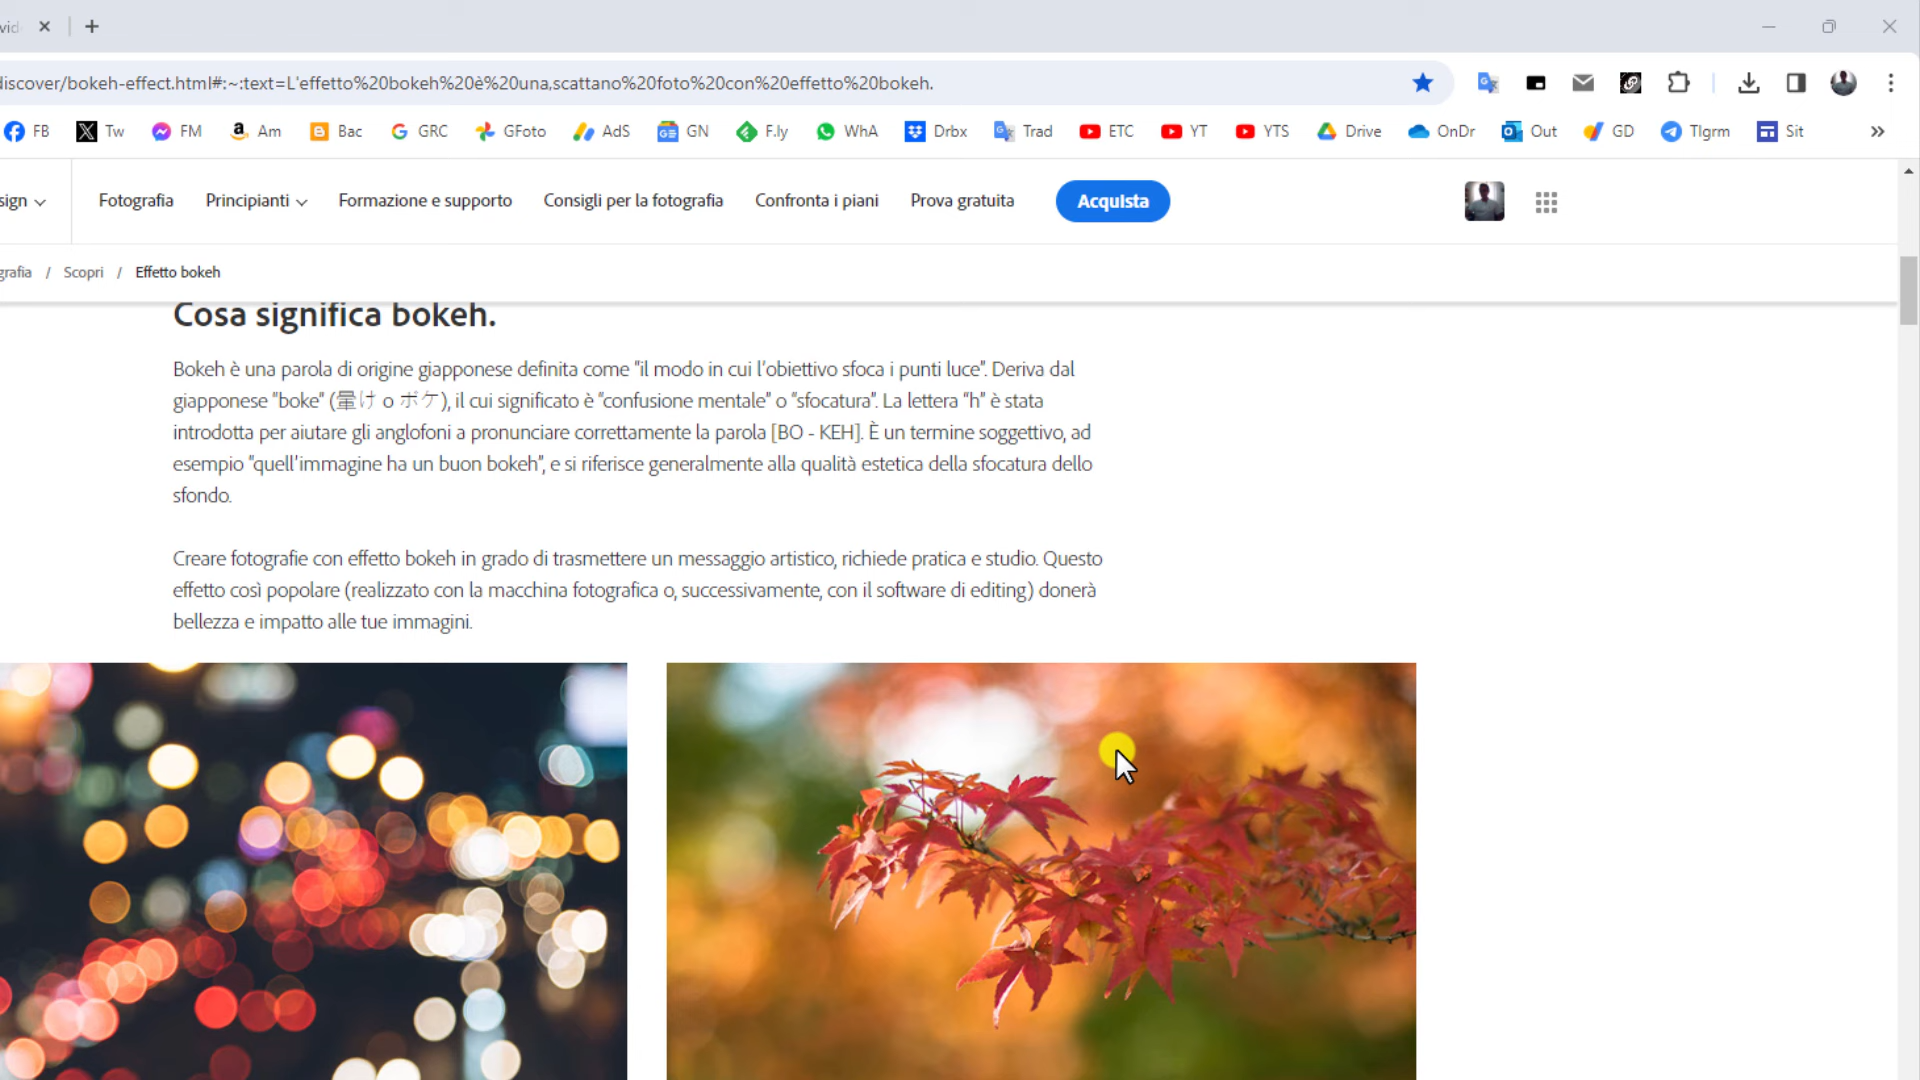 vid
discover/bokeh-effect.html#:~:text=L'effetto%20bokeh%20è%20una,scattano%20foto%20con%20effetto%20bokeh.
FB Tw FM Am Bac GRC GFoto AdS GN F.ly WhA Drbx Trad ETC YT YTS Drive OnDr Out GD Tlgrm Sit
sign Fotografia Principianti Formazione e supporto Consigli per la fotografia Confronta i piani Prova gratuita Acquista
grafia / Scopri / Effetto bokeh
Cosa significa bokeh.
Bokeh è una parola di origine giapponese definita come “il modo in cui l’obiettivo sfoca i punti luce”. Deriva dal
giapponese “boke” (暈け o ボケ), il cui significato è “confusione mentale” o “sfocatura”. La lettera “h” è stata
introdotta per aiutare gli anglofoni a pronunciare correttamente la parola [BO - KEH]. È un termine soggettivo, ad
esempio “quell’immagine ha un buon bokeh”, e si riferisce generalmente alla qualità estetica della sfocatura dello
sfondo.
Creare fotografie con effetto bokeh in grado di trasmettere un messaggio artistico, richiede pratica e studio. Questo
effetto così popolare (realizzato con la macchina fotografica o, successivamente, con il software di editing) donerà
bellezza e impatto alle tue immagini.